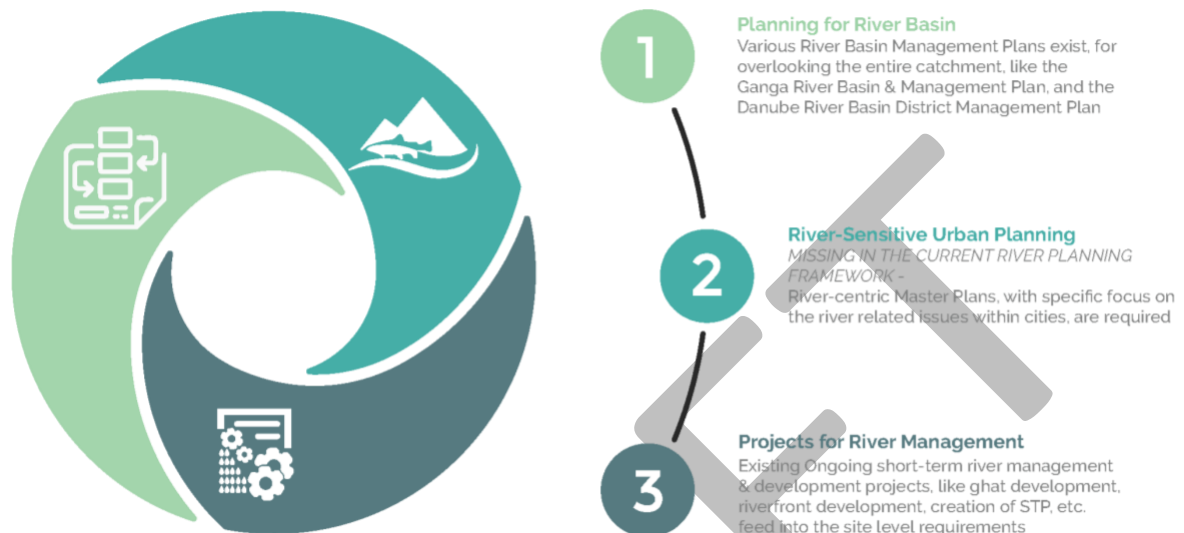 1
Planning for River Basin
Various River Basin Management Plans exist, for
overlooking the entire catchment, like the
Ganga River Basin & Management Plan, and the
Danube River Basin District Management Plan
2
River-Sensitive Urban Planning
MISSING IN THE CURRENT RIVER PLANNING
FRAMEWORK -
River-centric Master Plans, with specific focus on
the river related issues within cities, are required
3
Projects for River Management
Existing Ongoing short-term river management
& development projects, like ghat development,
riverfront development, creation of STP, etc.
feed into the site level requirements